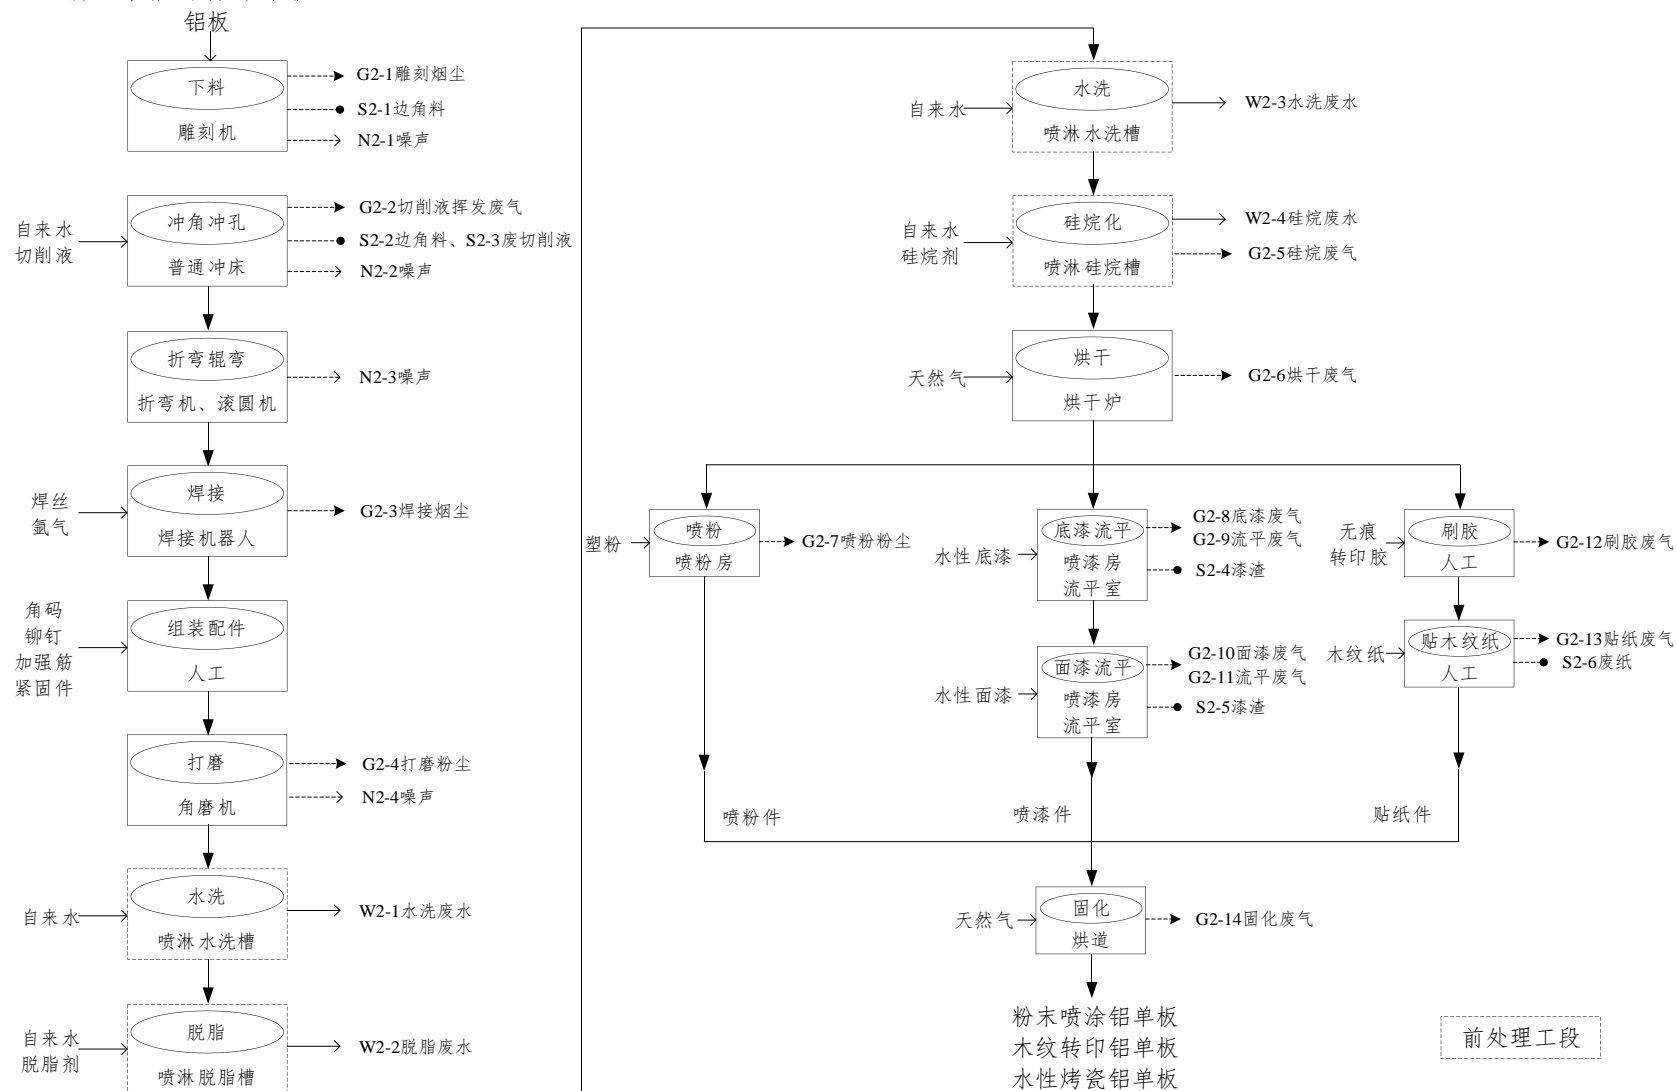 铝板
下料
雕刻机
G2-1雕刻烟尘
S2-1边角料
N2-1噪声
自来水
切削液
冲角冲孔
普通冲床
G2-2切削液挥发废气
S2-2边角料、S2-3废切削液
N2-2噪声
折弯辊弯
折弯机、滚圆机
N2-3噪声
焊丝
氩气
焊接
焊接机器人
G2-3焊接烟尘
角码
铆钉
加强筋
紧固件
组装配件
人工
打磨
角磨机
G2-4打磨粉尘
N2-4噪声
自来水
水洗
喷淋水洗槽
W2-1水洗废水
自来水
脱脂剂
脱脂
喷淋脱脂槽
W2-2脱脂废水
自来水
水洗
喷淋水洗槽
W2-3水洗废水
自来水
硅烷剂
硅烷化
喷淋硅烷槽
W2-4硅烷废水
G2-5硅烷废气
天然气
烘干
烘干炉
G2-6烘干废气
塑粉
喷粉
喷粉房
G2-7喷粉粉尘
水性底漆
底漆流平
喷漆房
流平室
G2-8底漆废气
G2-9流平废气
S2-4漆渣
水性面漆
面漆流平
喷漆房
流平室
G2-10面漆废气
G2-11流平废气
S2-5漆渣
无痕
转印胶
刷胶
人工
G2-12刷胶废气
木纹纸
贴木纹纸
人工
G2-13贴纸废气
S2-6废纸
喷粉件
喷漆件
贴纸件
天然气
固化
烘道
G2-14固化废气
粉末喷涂铝单板
木纹转印铝单板
水性烤瓷铝单板
前处理工段